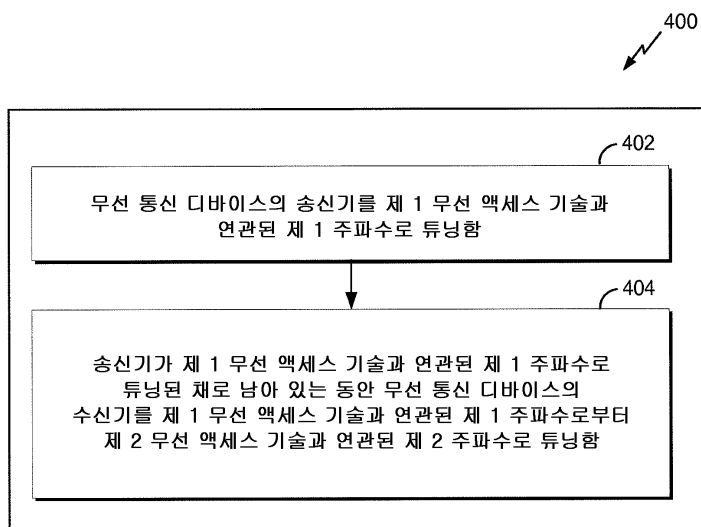 400
402
무선 통신 디바이스의 송신기를 제 1 무선 액세스 기술과
연관된 제 1 주파수로 튜닝함
404
송신기가 제 1 무선 액세스 기술과 연관된 제 1 주파수로
튜닝된 채로 남아 있는 동안 무선 통신 디바이스의
수신기를 제 1 무선 액세스 기술과 연관된 제 1 주파수로부터
제 2 무선 액세스 기술과 연관된 제 2 주파수로 튜닝함